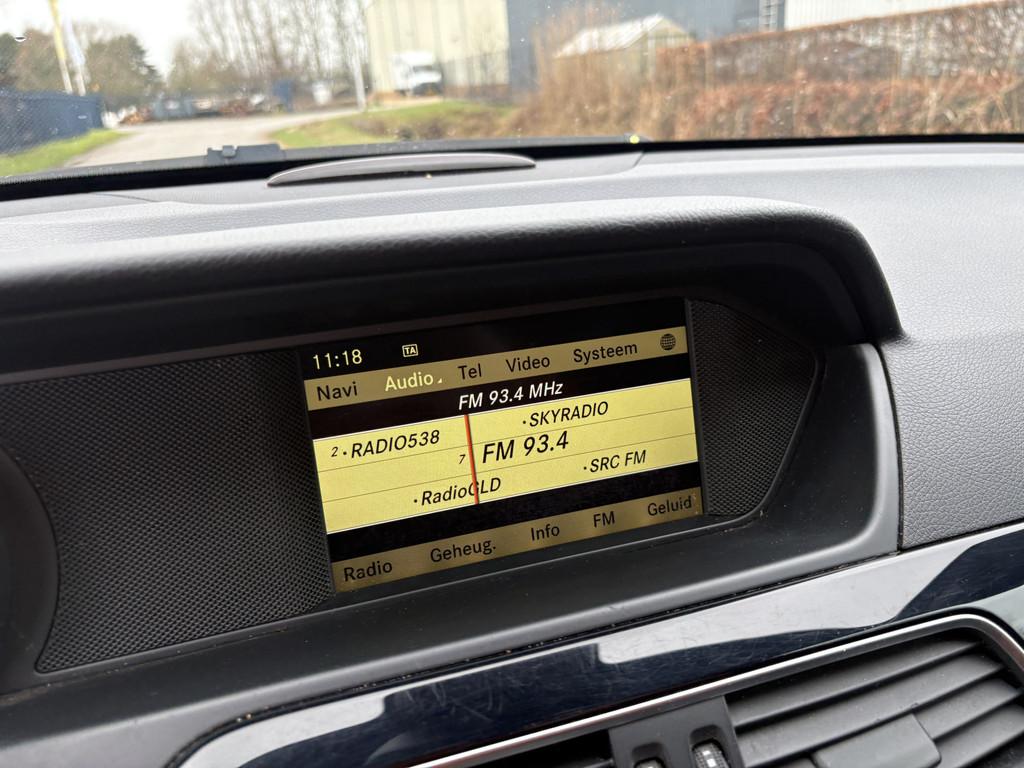 11:18 TA
Navi Audio Tel Video Systeem
FM 93.4 MHz
·SKYRADIO
2 ·RADIO538
7 FM 93.4
·SRC FM
·RadioGLD
Radio Geheug. Info FM Geluid